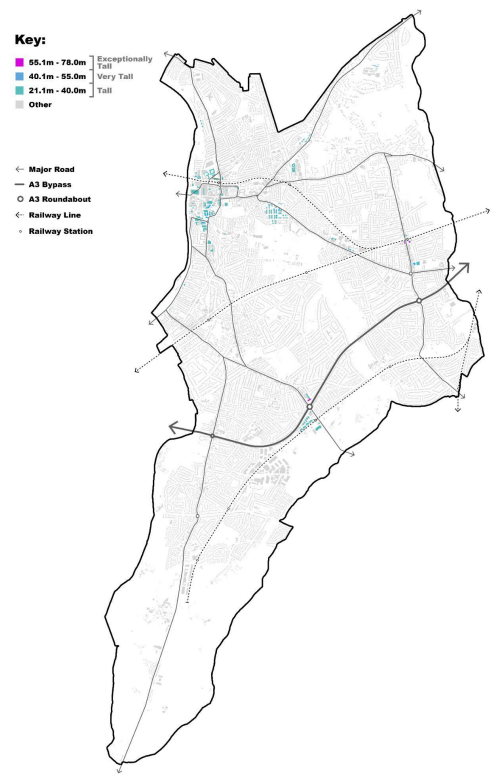 Key:
55.1m - 78.0m Exceptionally Tall
40.1m - 55.0m Very Tall
21.1m - 40.0m Tall
Other
Major Road
A3 Bypass
A3 Roundabout
Railway Line
Railway Station